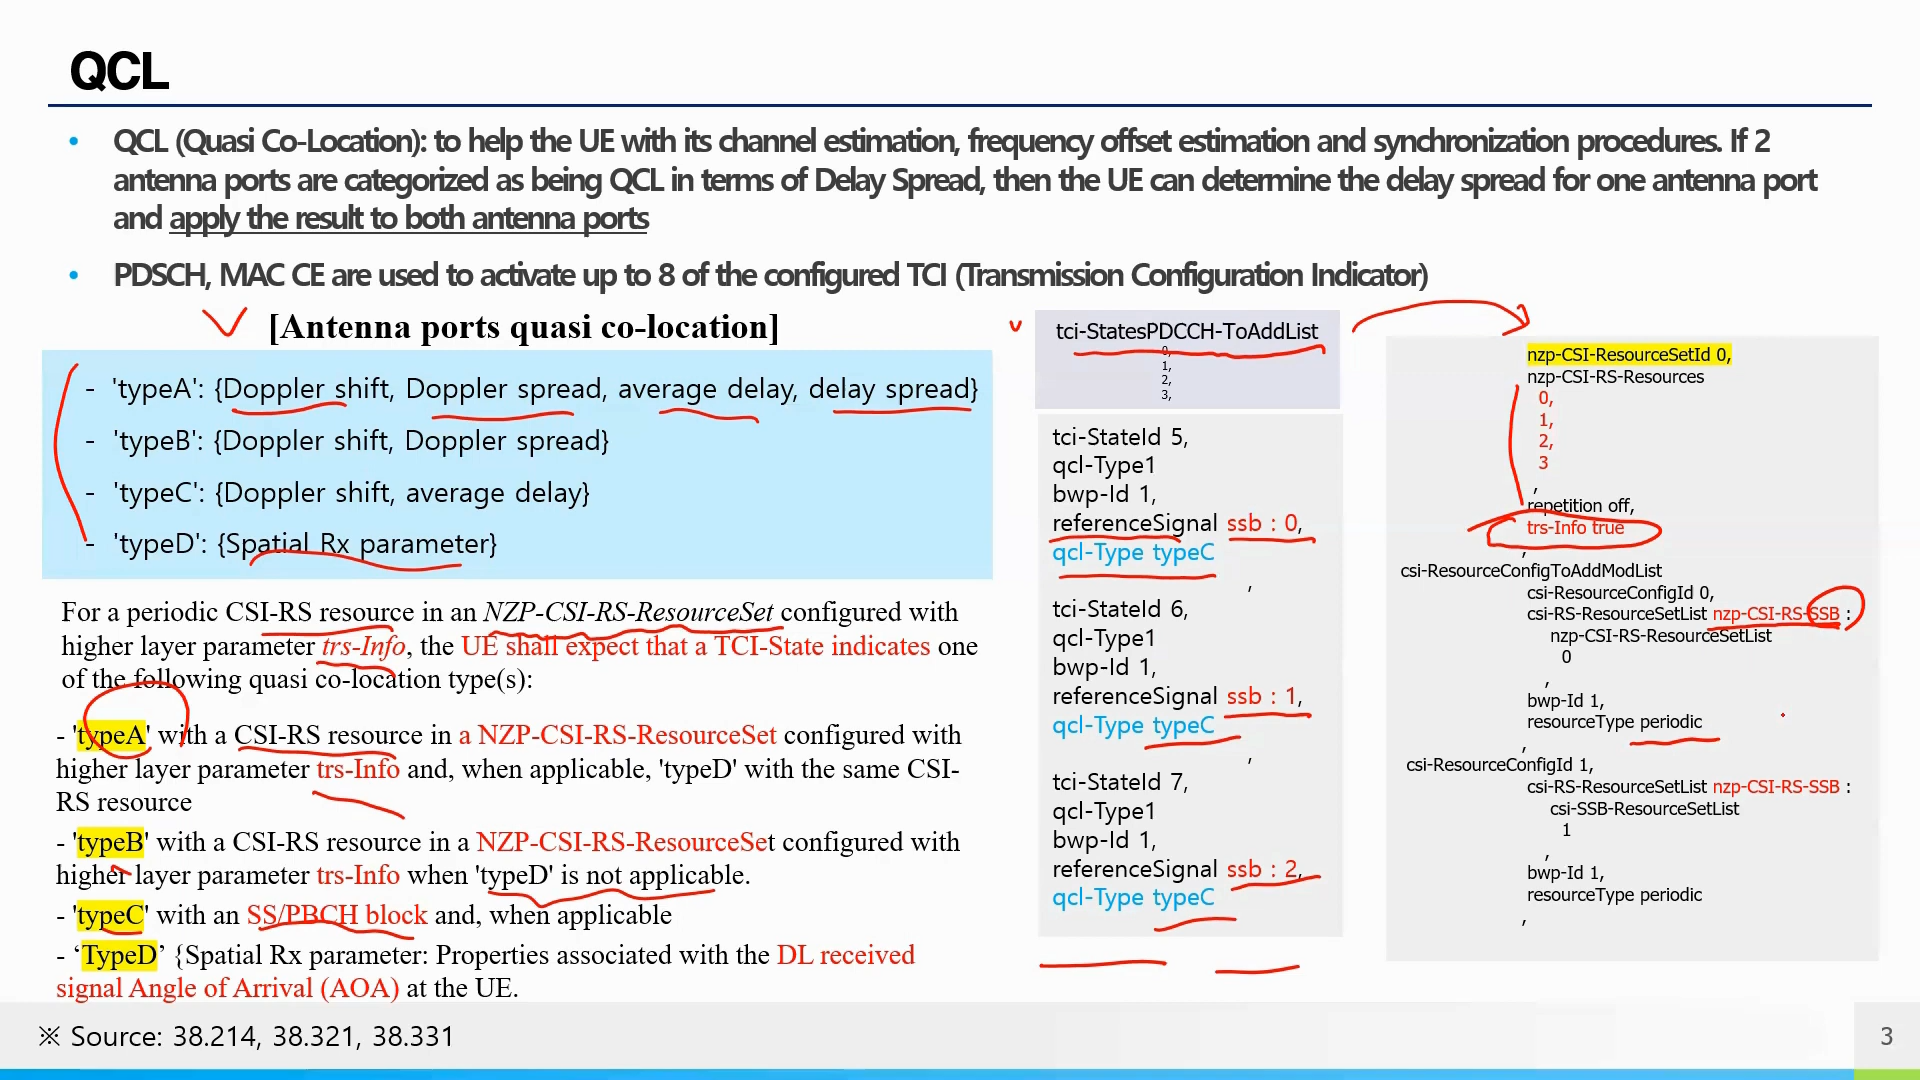 QCL
• QCL (Quasi Co-Location): to help the UE with its channel estimation, frequency offset estimation and synchronization procedures. If 2
antenna ports are categorized as being QCL in terms of Delay Spread, then the UE can determine the delay spread for one antenna port
and apply the result to both antenna ports
• PDSCH, MAC CE are used to activate up to 8 of the configured TCI (Transmission Configuration Indicator)
[Antenna ports quasi co-location]
- 'typeA': {Doppler shift, Doppler spread, average delay, delay spread}
- 'typeB': {Doppler shift, Doppler spread}
- 'typeC': {Doppler shift, average delay}
- 'typeD': {Spatial Rx parameter}
For a periodic CSI-RS resource in an NZP-CSI-RS-ResourceSet configured with
higher layer parameter trs-Info, the UE shall expect that a TCI-State indicates one
of the following quasi co-location type(s):
- 'typeA' with a CSI-RS resource in a NZP-CSI-RS-ResourceSet configured with
higher layer parameter trs-Info and, when applicable, 'typeD' with the same CSI-
RS resource
- 'typeB' with a CSI-RS resource in a NZP-CSI-RS-ResourceSet configured with
higher layer parameter trs-Info when 'typeD' is not applicable.
- 'typeC' with an SS/PBCH block and, when applicable
- ‘TypeD’ {Spatial Rx parameter: Properties associated with the DL received
signal Angle of Arrival (AOA) at the UE.
tci-StatesPDCCH-ToAddList
0,
1,
2,
3,
tci-StateId 5,
qcl-Type1
bwp-Id 1,
referenceSignal ssb : 0,
qcl-Type typeC
,
tci-StateId 6,
qcl-Type1
bwp-Id 1,
referenceSignal ssb : 1,
qcl-Type typeC
,
tci-StateId 7,
qcl-Type1
bwp-Id 1,
referenceSignal ssb : 2,
qcl-Type typeC
nzp-CSI-ResourceSetId 0,
nzp-CSI-RS-Resources
0,
1,
2,
3
,
repetition off,
trs-Info true
,
csi-ResourceConfigToAddModList
csi-ResourceConfigId 0,
csi-RS-ResourceSetList nzp-CSI-RS-SSB :
nzp-CSI-RS-ResourceSetList
0
,
bwp-Id 1,
resourceType periodic
,
csi-ResourceConfigId 1,
csi-RS-ResourceSetList nzp-CSI-RS-SSB :
csi-SSB-ResourceSetList
1
,
bwp-Id 1,
resourceType periodic
,
※ Source: 38.214, 38.321, 38.331
3